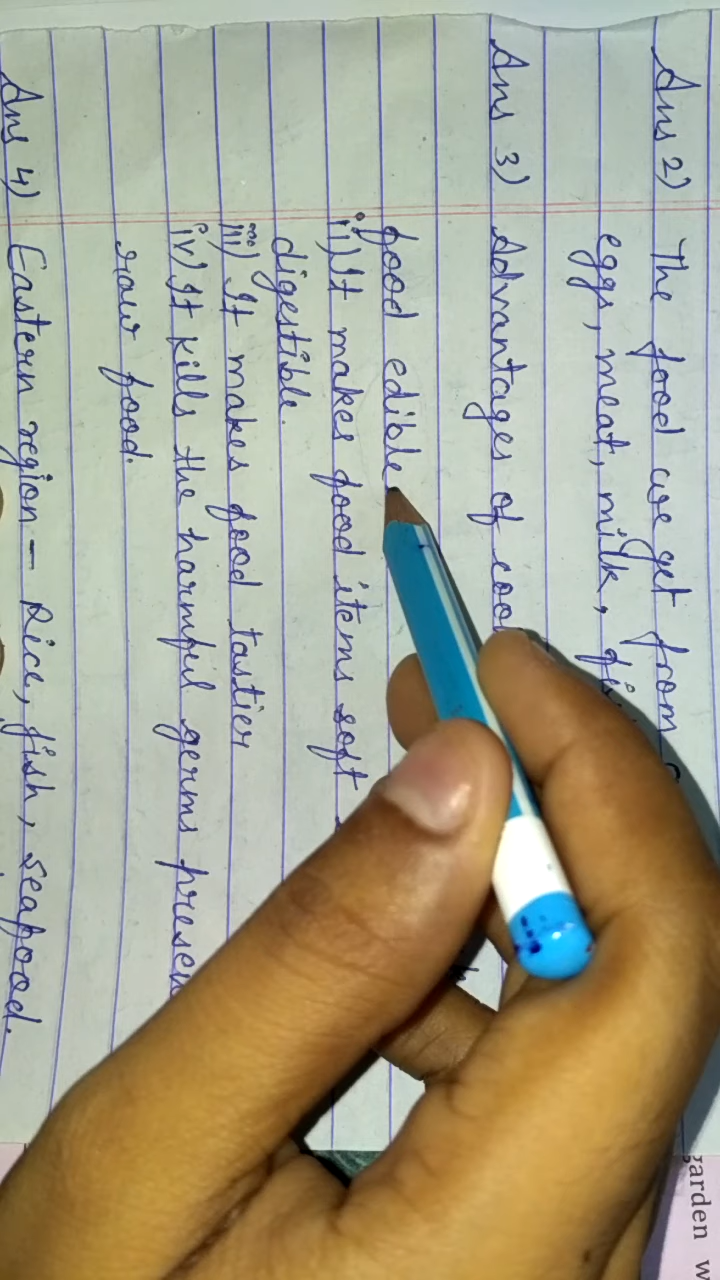 Ans 2) The food we get from
eggs, meat, milk,
Ans 3) Advantages of
food edible
ii) It makes food items soft
digestible.
iii) It makes food tastier
iv) It kills the harmful germs
raw food.
Ans 4) Eastern region - Rice, fish, seafood.
garden